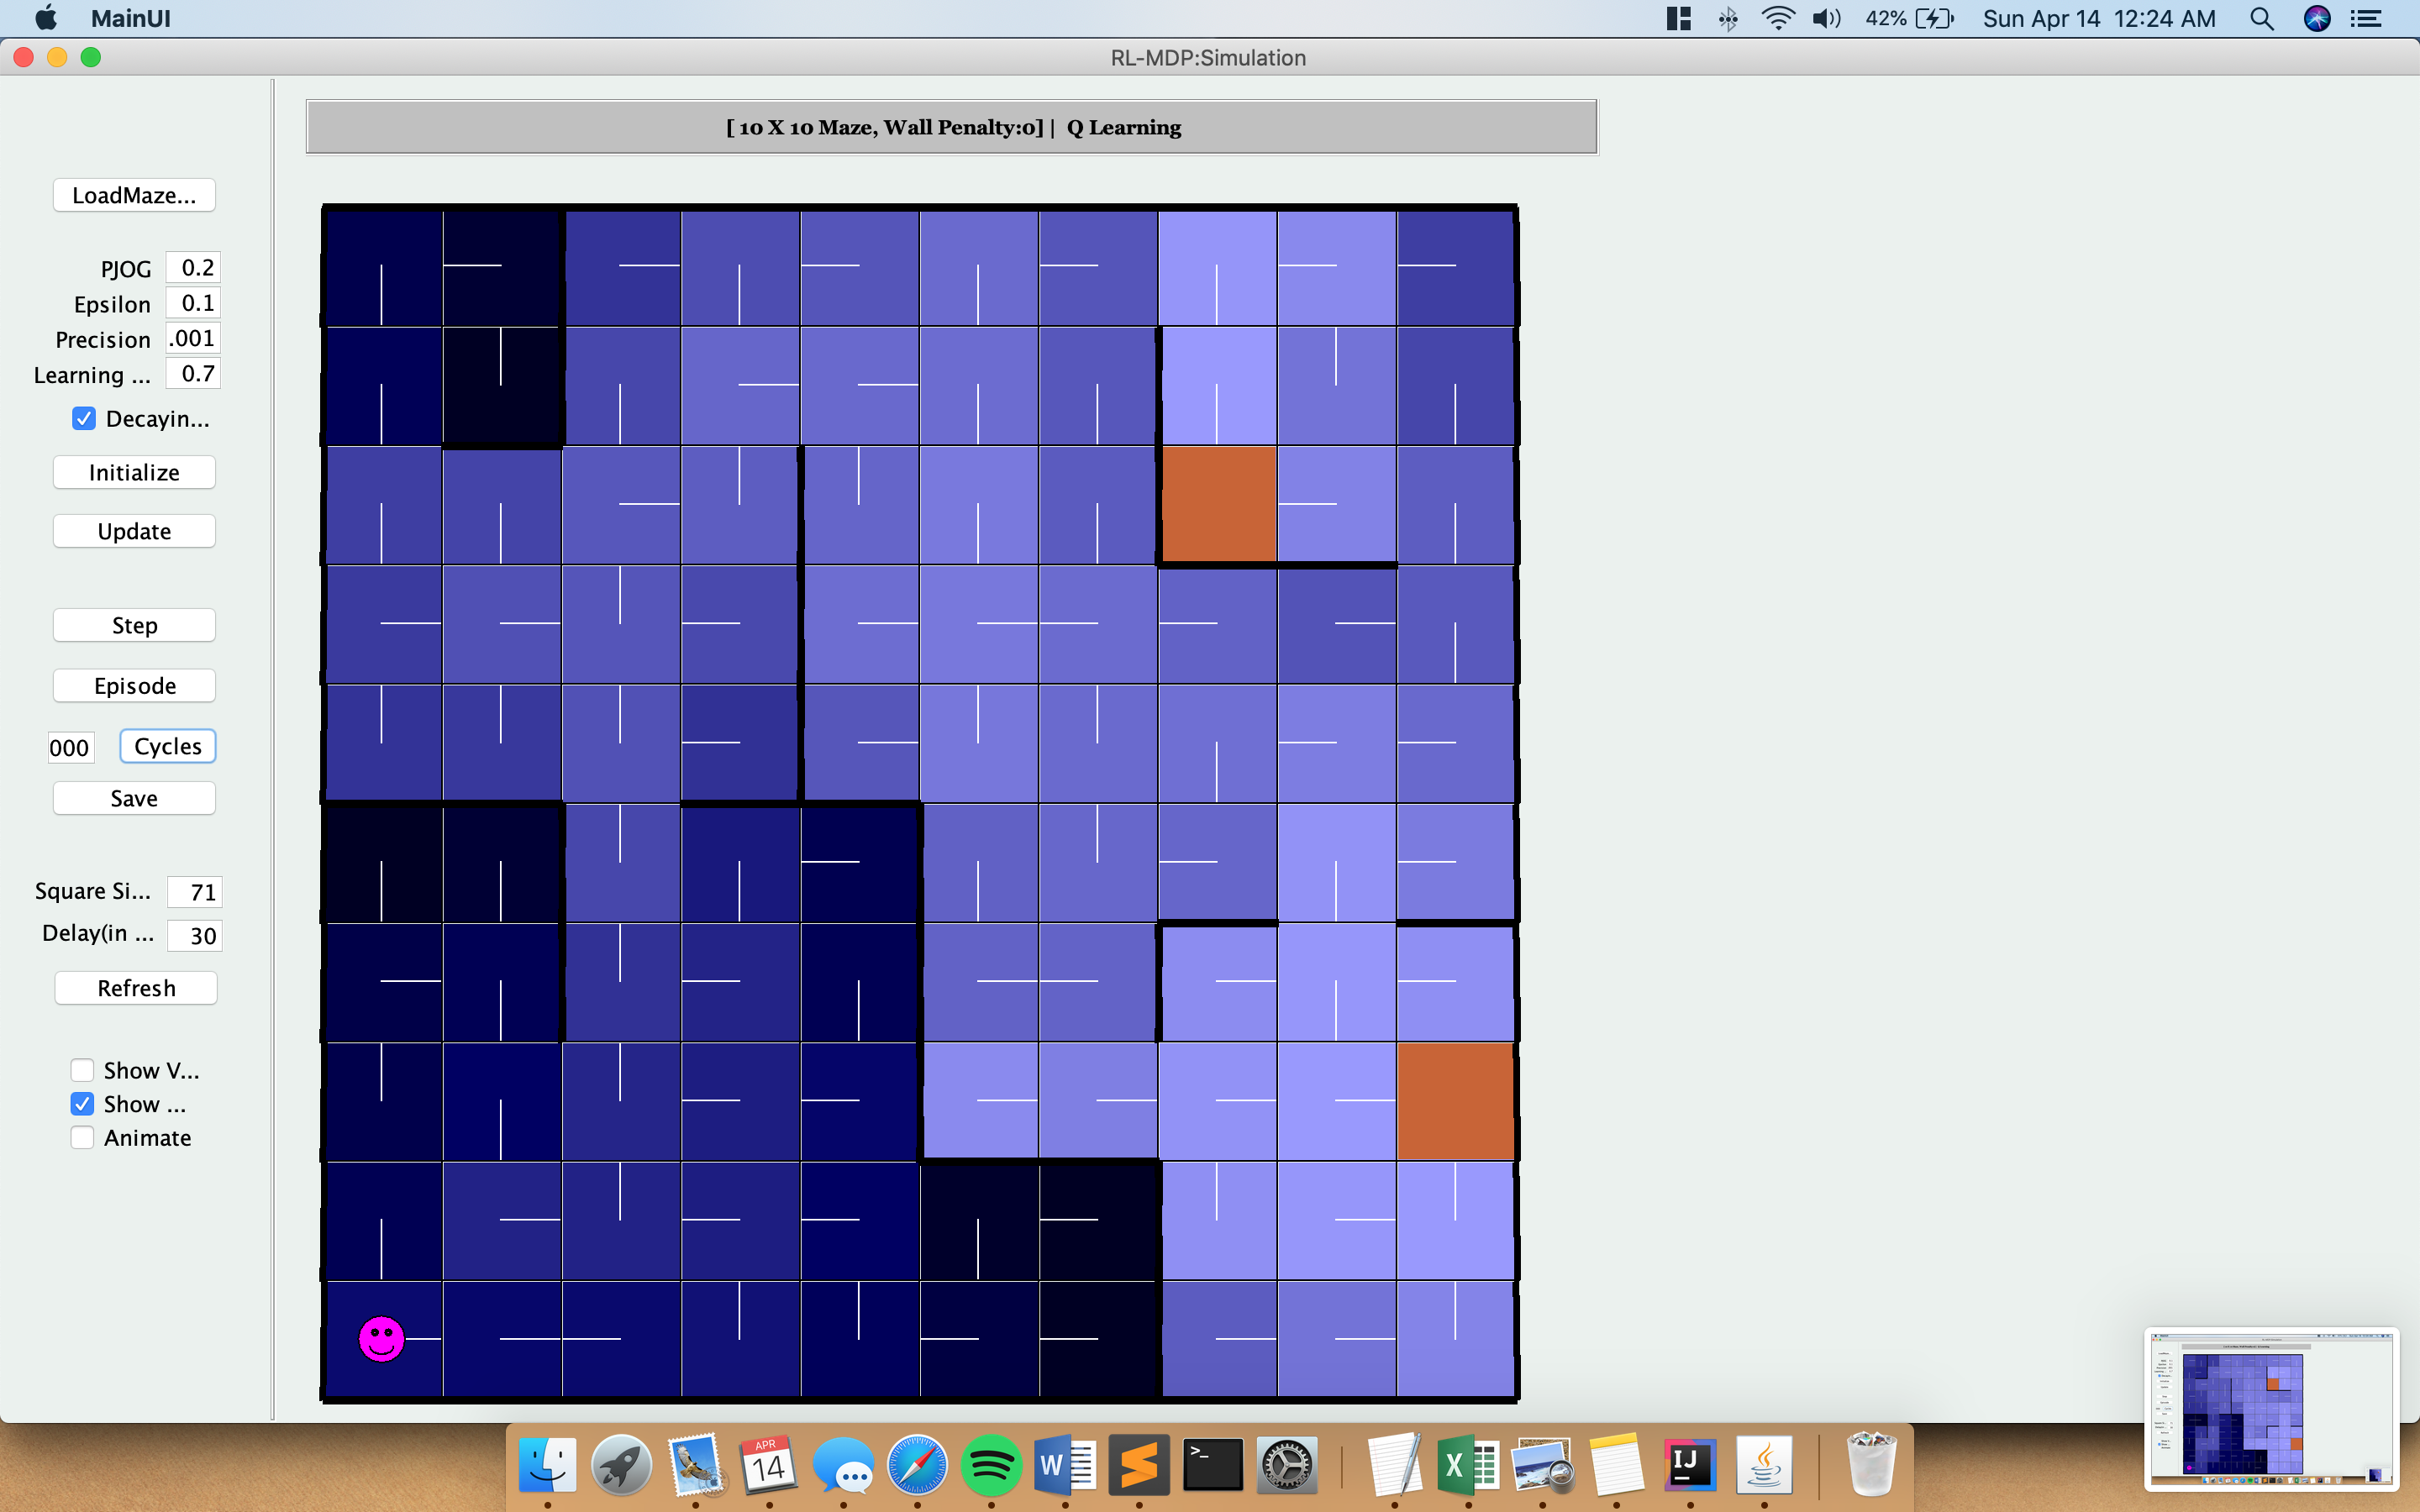 MainUI
42%
Sun Apr 14 12:24 AM
RL-MDP:Simulation
[ 10 X 10 Maze, Wall Penalty:0] | Q Learning
LoadMaze...
PJOG 0.2
Epsilon 0.1
Precision .001
Learning ... 0.7
Decayin...
Initialize
Update
Step
Episode
000 Cycles
Save
Square Si... 71
Delay(in ... 30
Refresh
Show V...
Show ...
Animate
APR
14
W
>_
X
IJ